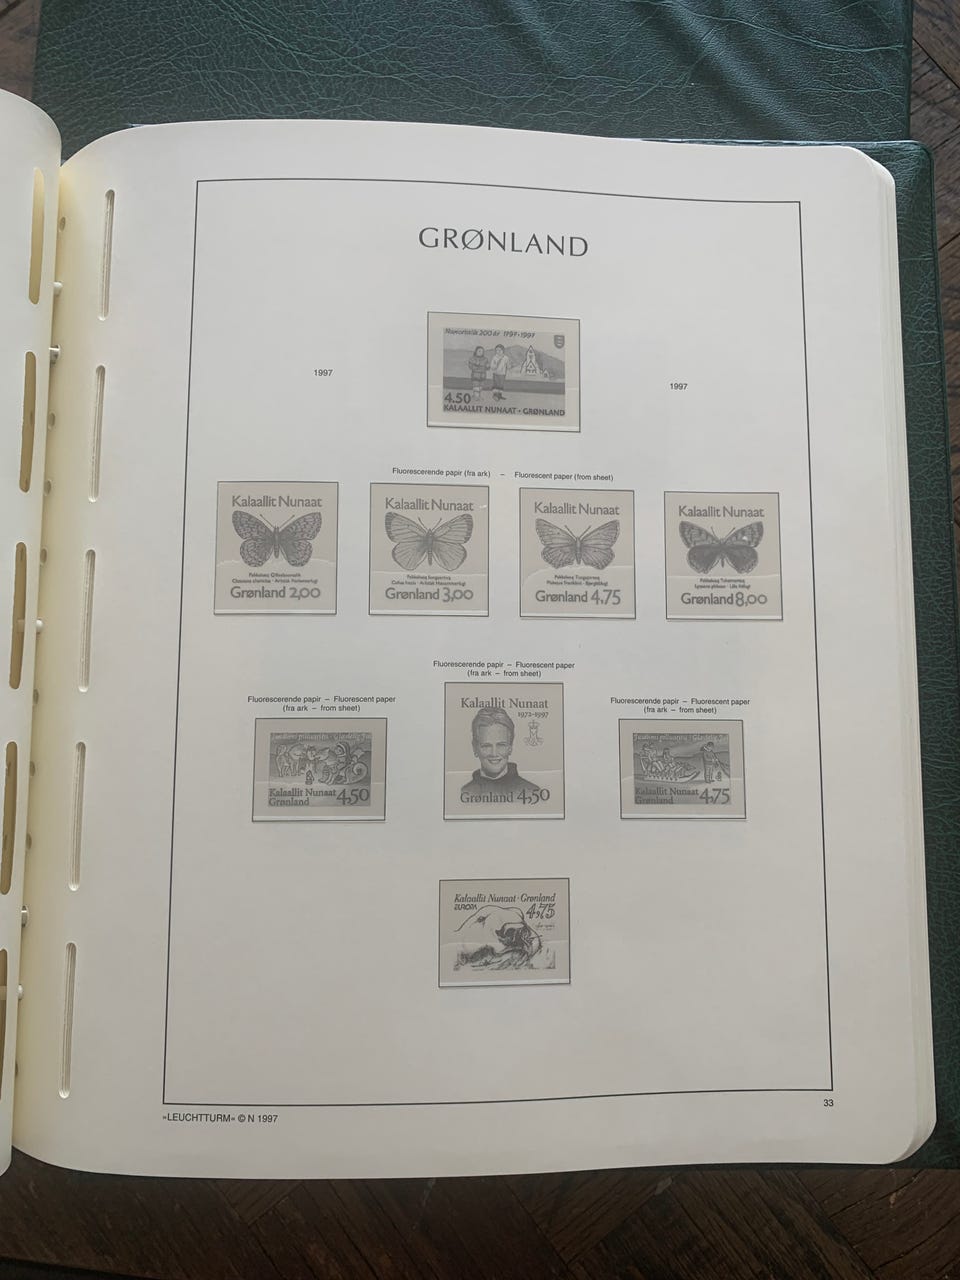 GRØNLAND
200 år 1797-1997
1997
1997
4.50
KALAALLIT NUNAAT · GRØNLAND
Fluorescerende papir (fra ark) – Fluorescent paper (from sheet)
Kalaallit Nunaat
Grønland 2,00
Kalaallit Nunaat
Grønland 3,00
Kalaallit Nunaat
Grønland 4,75
Kalaallit Nunaat
Grønland 8,00
Fluorescerende papir – Fluorescent paper
(fra ark – from sheet)
Fluorescerende papir – Fluorescent paper
(fra ark – from sheet)
Fluorescerende papir – Fluorescent paper
(fra ark – from sheet)
Kalaallit Nunaat 4,50
Grønland
Kalaallit Nunaat
1972-1997
Grønland 4,50
Kalaallit Nunaat 4,75
Grønland
Kalaallit Nunaat · Grønland
EUROPA 4,75
»LEUCHTTURM« © N 1997
33